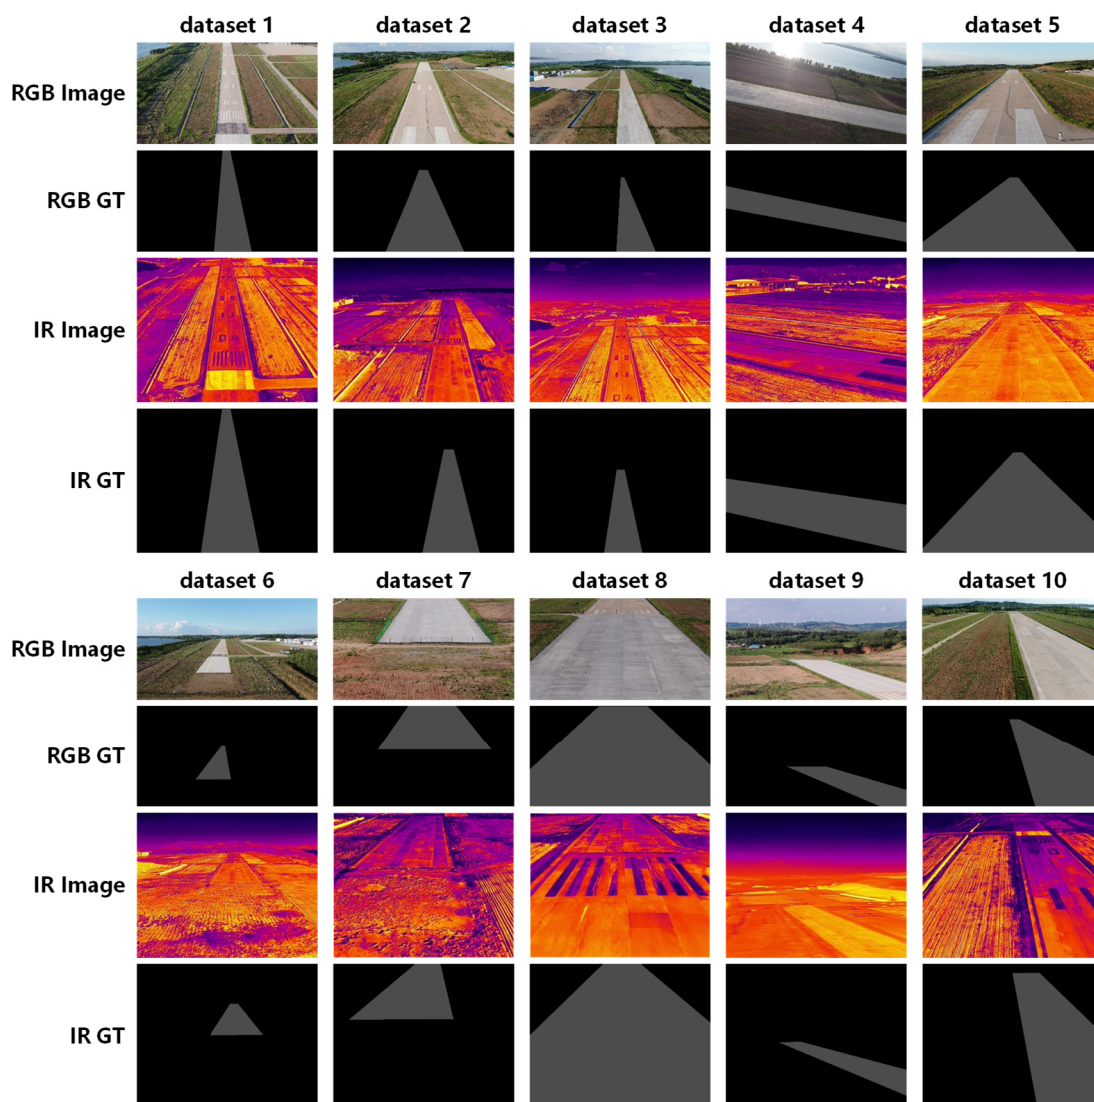 dataset 1 dataset 2 dataset 3 dataset 4 dataset 5
RGB Image
RGB GT
IR Image
IR GT
dataset 6 dataset 7 dataset 8 dataset 9 dataset 10
RGB Image
RGB GT
IR Image
IR GT